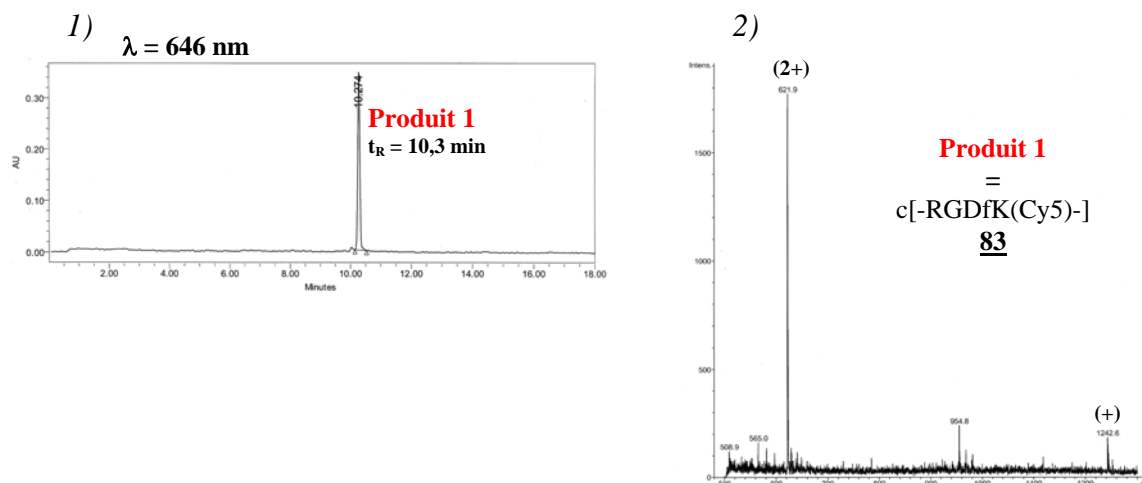 1)
λ = 646 nm
0.30
0.20
0.10
0.00
AU
10.274
Produit 1
tR = 10,3 min
2.00 4.00 6.00 8.00 10.00 12.00 14.00 16.00 18.00
Minutes
2)
Intens.
(2+)
621.9
1500
1000
500
0
Produit 1
=
c[-RGDfK(Cy5)-]
83
508.9
565.0
954.8
(+)
1242.6